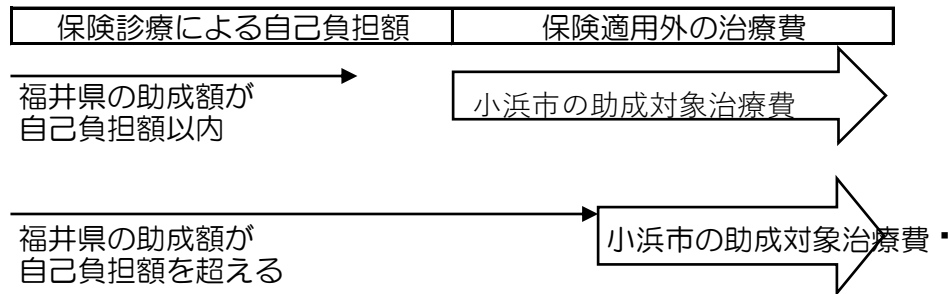 保険診療による自己負担額
保険適用外の治療費
福井県の助成額が
自己負担額以内
小浜市の助成対象治療費
福井県の助成額が
自己負担額を超える
小浜市の助成対象治療費・